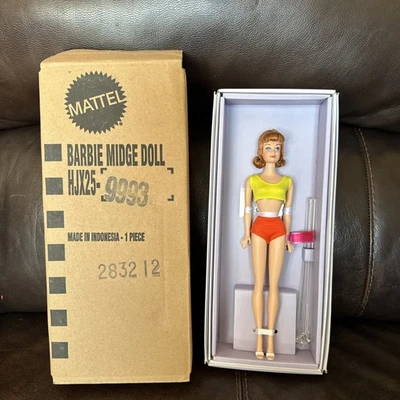 MATTEL
BARBIE MIDGE DOLL
HJX25-9993
MADE IN INDONESIA - 1 PIECE
283212